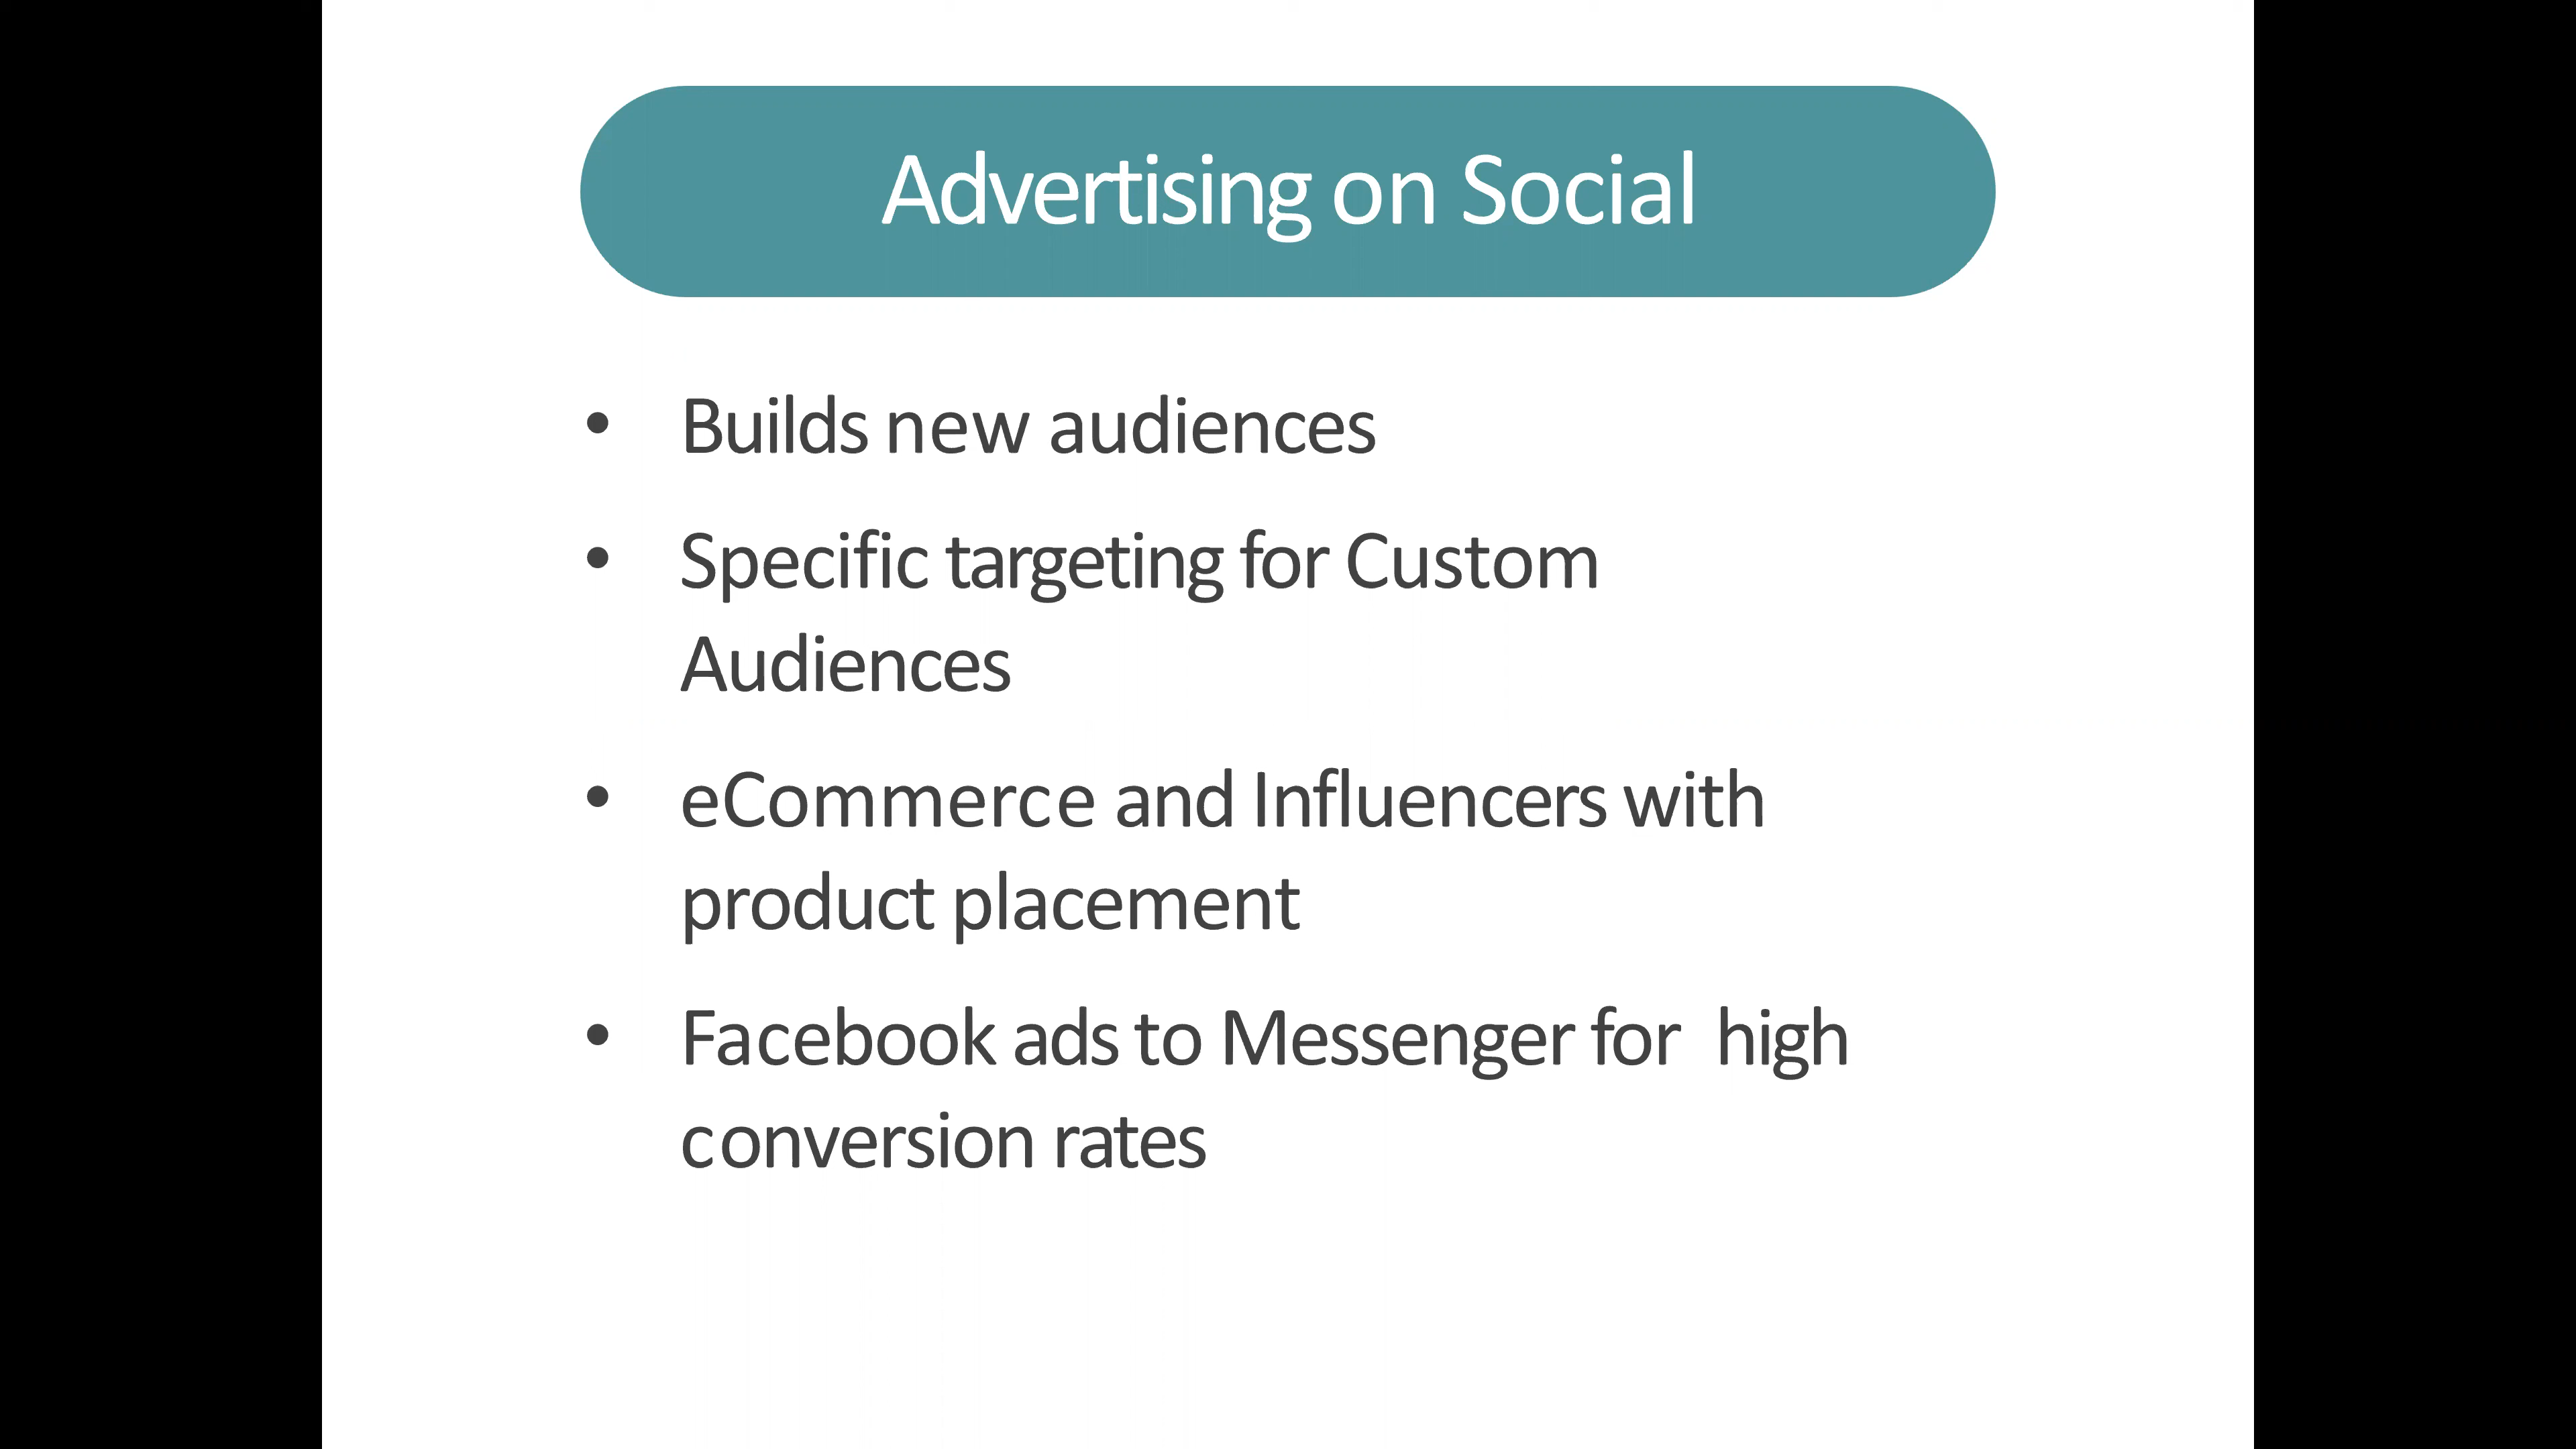 Advertising on Social
• Builds new audiences
• Specific targeting for Custom
Audiences
• eCommerce and Influencers with
product placement
• Facebook ads to Messenger for  high
conversion rates